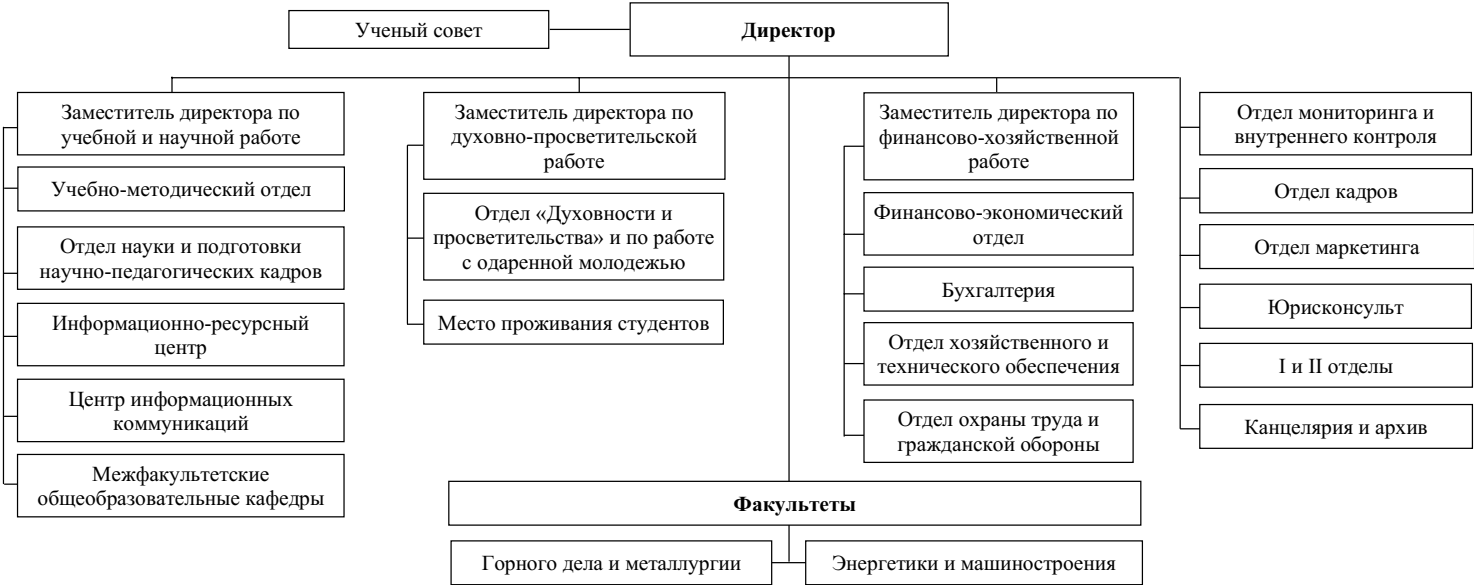 Ученый совет
Директор
Заместитель директора по
учебной и научной работе
Учебно-методический отдел
Отдел науки и подготовки
научно-педагогических кадров
Информационно-ресурсный
центр
Центр информационных
коммуникаций
Межфакультетские
общеобразовательные кафедры
Заместитель директора по
духовно-просветительской
работе
Отдел «Духовности и
просветительства» и по работе
с одаренной молодежью
Место проживания студентов
Заместитель директора по
финансово-хозяйственной
работе
Финансово-экономический
отдел
Бухгалтерия
Отдел хозяйственного и
технического обеспечения
Отдел охраны труда и
гражданской обороны
Отдел мониторинга и
внутреннего контроля
Отдел кадров
Отдел маркетинга
Юрисконсульт
I и II отделы
Канцелярия и архив
Факультеты
Горного дела и металлургии
Энергетики и машиностроения